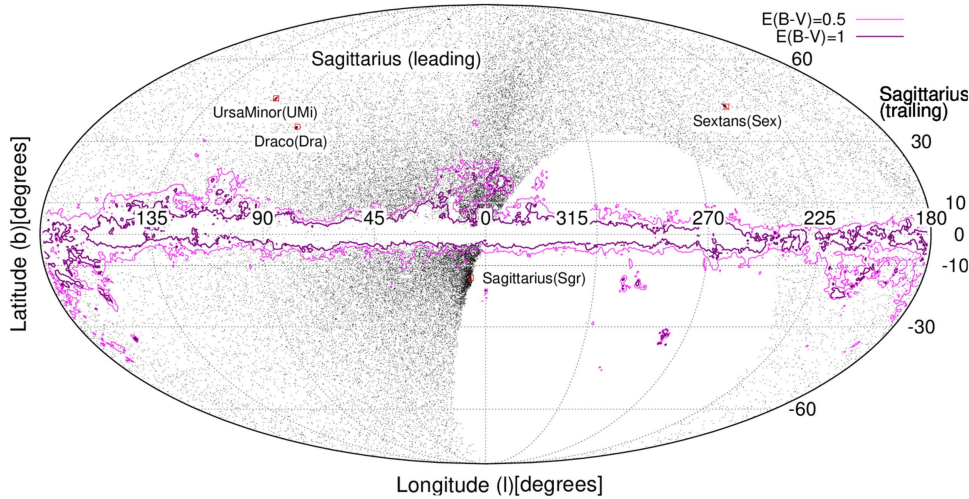 E(B-V)=0.5
E(B-V)=1
60
Sagittarius (leading)
Sagittarius
(trailing)
UrsaMinor(UMi)
Sextans(Sex)
Draco(Dra)
30
10
135
90
45
0
315
270
225
180
0
-10
Sagittarius(Sgr)
-30
-60
Latitude (b)[degrees]
Longitude (l)[degrees]